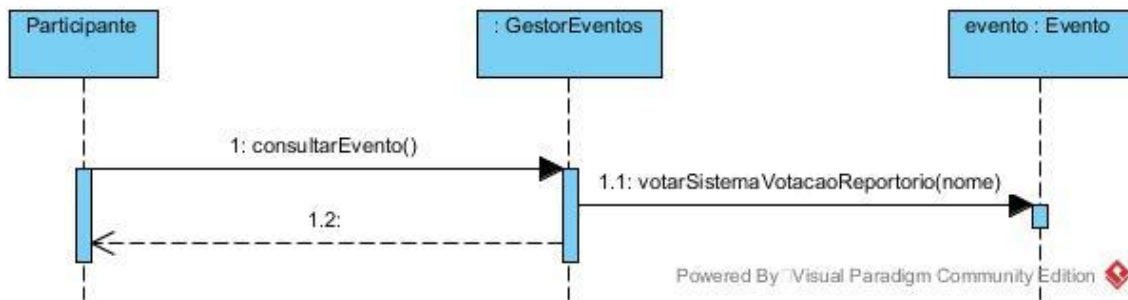 Participante
: GestorEventos
evento : Evento
1: consultarEvento()
1.1: votarSistemaVotacaoReportorio(nome)
1.2:
Powered By Visual Paradigm Community Edition